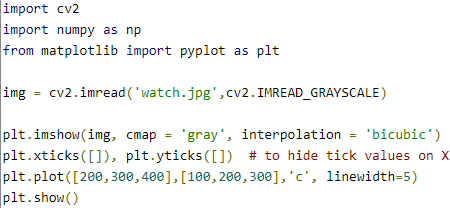 import cv2
import numpy as np
from matplotlib import pyplot as plt
img = cv2.imread('watch.jpg',cv2.IMREAD_GRAYSCALE)
plt.imshow(img, cmap = 'gray', interpolation = 'bicubic')
plt.xticks([]), plt.yticks([])  # to hide tick values on X
plt.plot([200,300,400],[100,200,300],'c', linewidth=5)
plt.show()